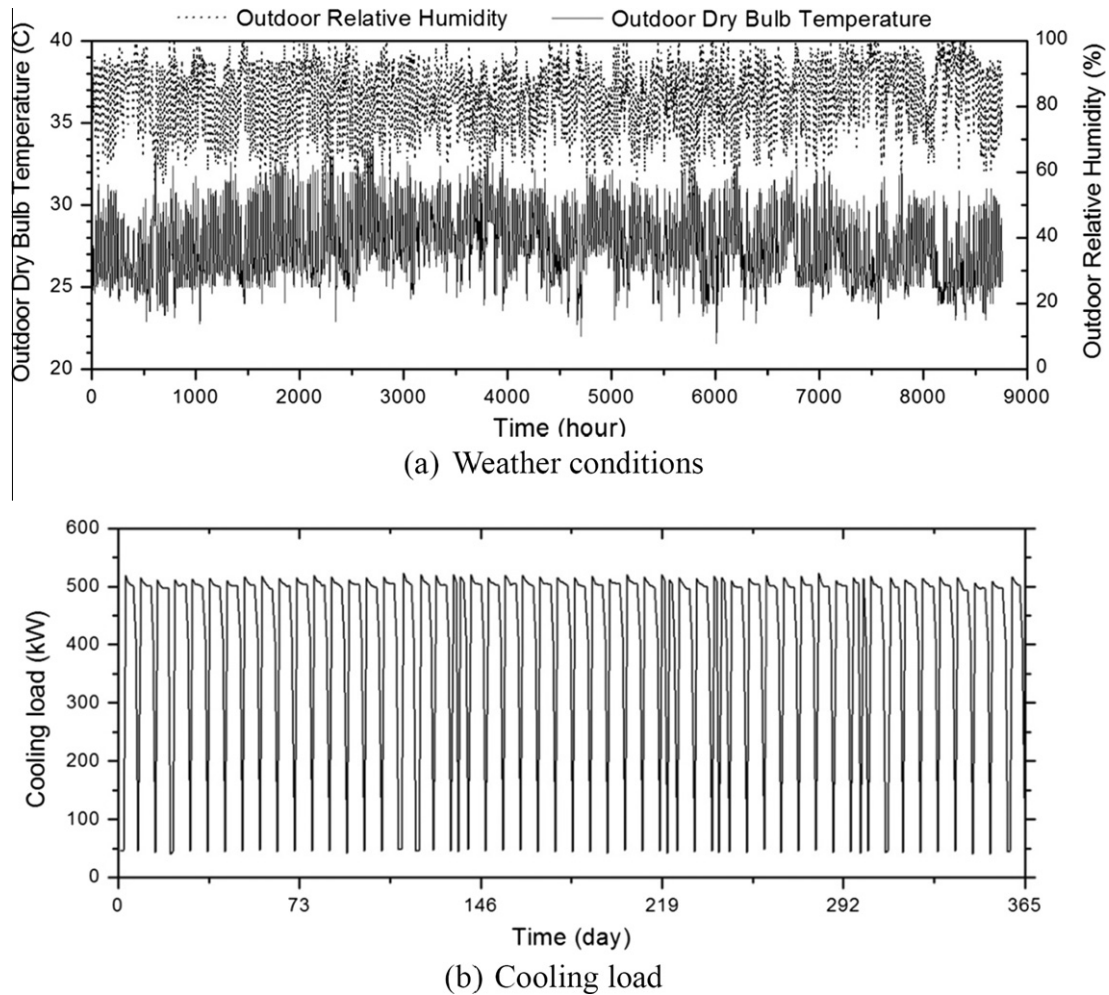 Outdoor Relative Humidity Outdoor Dry Bulb Temperature
Outdoor Dry Bulb Temperature (C)
40
35
30
25
20
100
80
60
40
20
0
Outdoor Relative Humidity (%)
0 1000 2000 3000 4000 5000 6000 7000 8000 9000
Time (hour)
(a) Weather conditions
Cooling load (kW)
600
500
400
300
200
100
0
0 73 146 219 292 365
Time (day)
(b) Cooling load